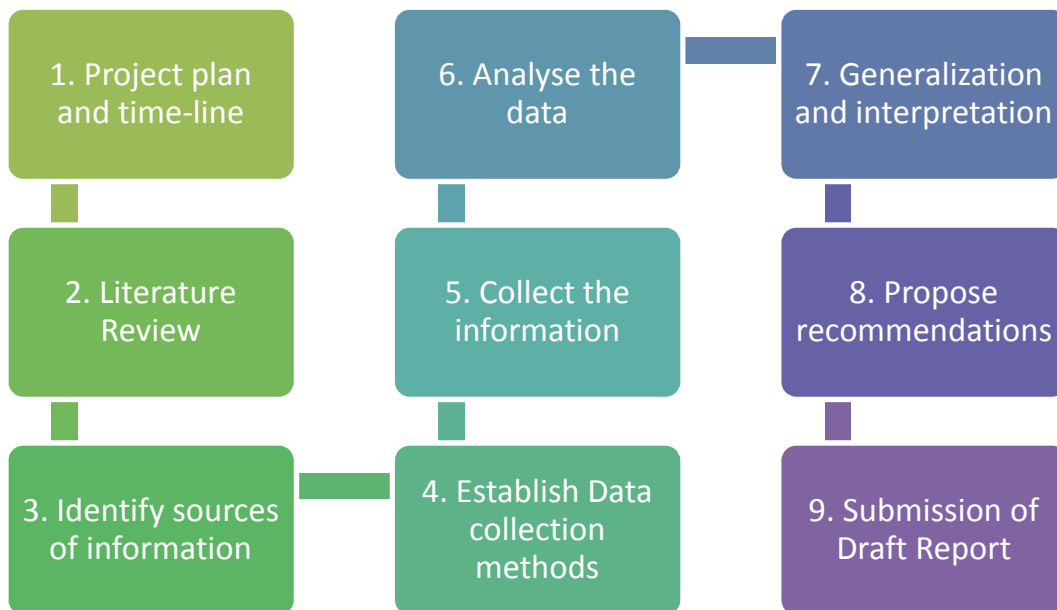 1. Project plan
and time-line
2. Literature
Review
3. Identify sources
of information
4. Establish Data
collection
methods
5. Collect the
information
6. Analyse the
data
7. Generalization
and interpretation
8. Propose
recommendations
9. Submission of
Draft Report